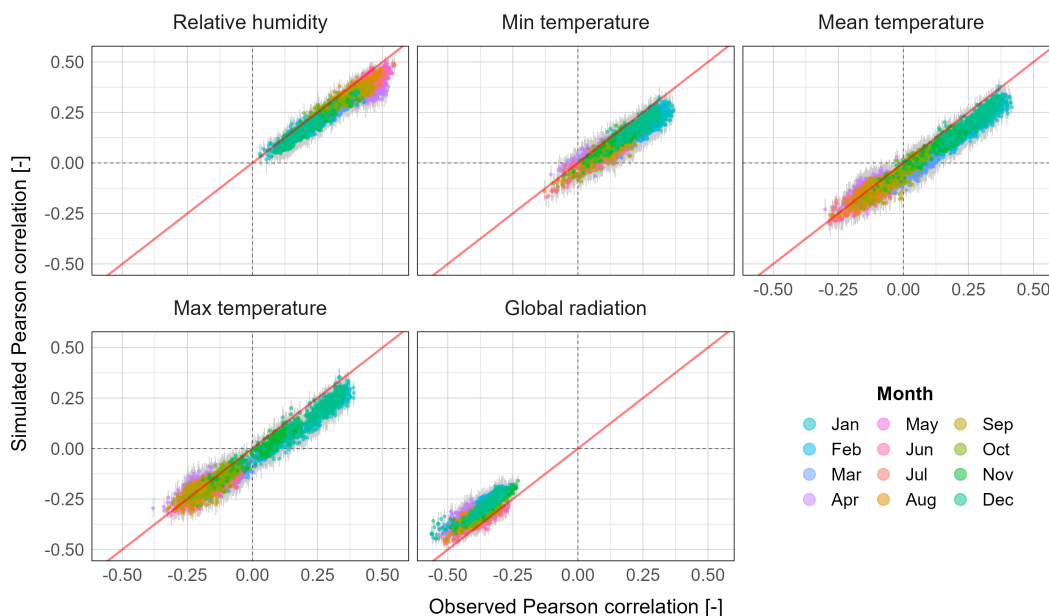 Relative humidity
Min temperature
Mean temperature
0.50
0.25
0.00
-0.25
-0.50
-0.50 -0.25 0.00 0.25 0.50
Max temperature
Global radiation
0.50
0.25
0.00
-0.25
-0.50
-0.50 -0.25 0.00 0.25 0.50
-0.50 -0.25 0.00 0.25 0.50
Simulated Pearson correlation [-]
Observed Pearson correlation [-]
Month
Jan May Sep
Feb Jun Oct
Mar Jul Nov
Apr Aug Dec